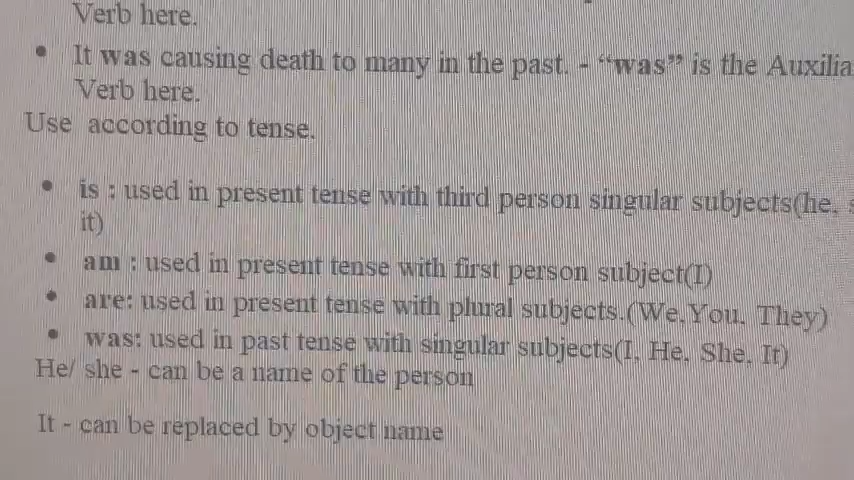 Verb here.
• It was causing death to many in the past. - “was” is the
Verb here.
Use according to tense.
• is : used in present tense with third person singular subjects(he,
it)
• am : used in present tense with first person subject(I)
• are: used in present tense with plural subjects.(We,You, They)
• was: used in past tense with singular subjects(I, He, She, It)
He/ she - can be a name of the person
It - can be replaced by object name